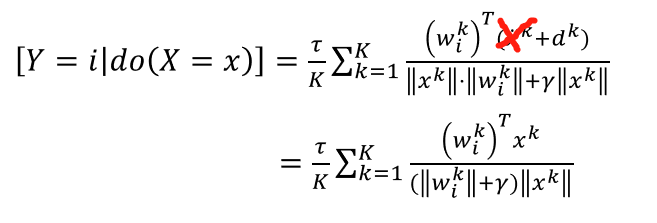 [Y = i|do(X = x)] = τ/K ∑_{k=1}^{K} (w_i^k)^T( ^k+d^k) / ‖x^k‖·‖w_i^k‖+γ‖x^k‖
= τ/K ∑_{k=1}^{K} (w_i^k)^T x^k / (‖w_i^k‖+γ)‖x^k‖